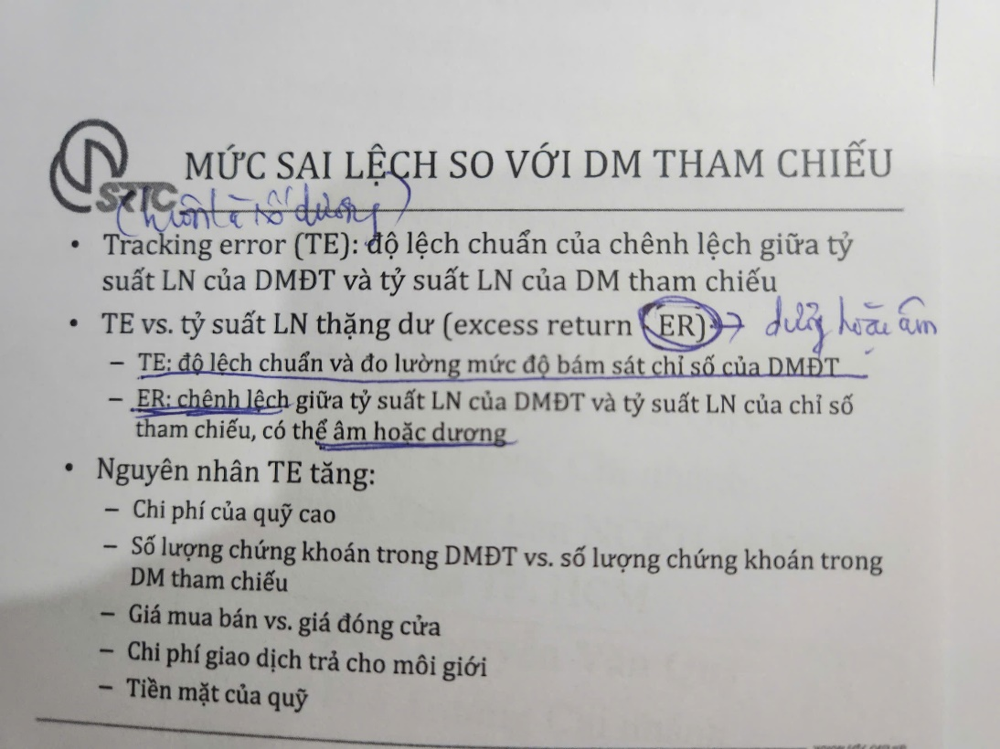 MỨC SAI LỆCH SO VỚI DM THAM CHIẾU
SRTC
(luôn là số dương)
• Tracking error (TE): độ lệch chuẩn của chênh lệch giữa tỷ
suất LN của DMĐT và tỷ suất LN của DM tham chiếu
• TE vs. tỷ suất LN thặng dư (excess return (ER) → dương hoặc âm
– TE: độ lệch chuẩn và đo lường mức độ bám sát chỉ số của DMĐT
– ER: chênh lệch giữa tỷ suất LN của DMĐT và tỷ suất LN của chỉ số
tham chiếu, có thể âm hoặc dương
• Nguyên nhân TE tăng:
– Chi phí của quỹ cao
– Số lượng chứng khoán trong DMĐT vs. số lượng chứng khoán trong
DM tham chiếu
– Giá mua bán vs. giá đóng cửa
– Chi phí giao dịch trả cho môi giới
– Tiền mặt của quỹ